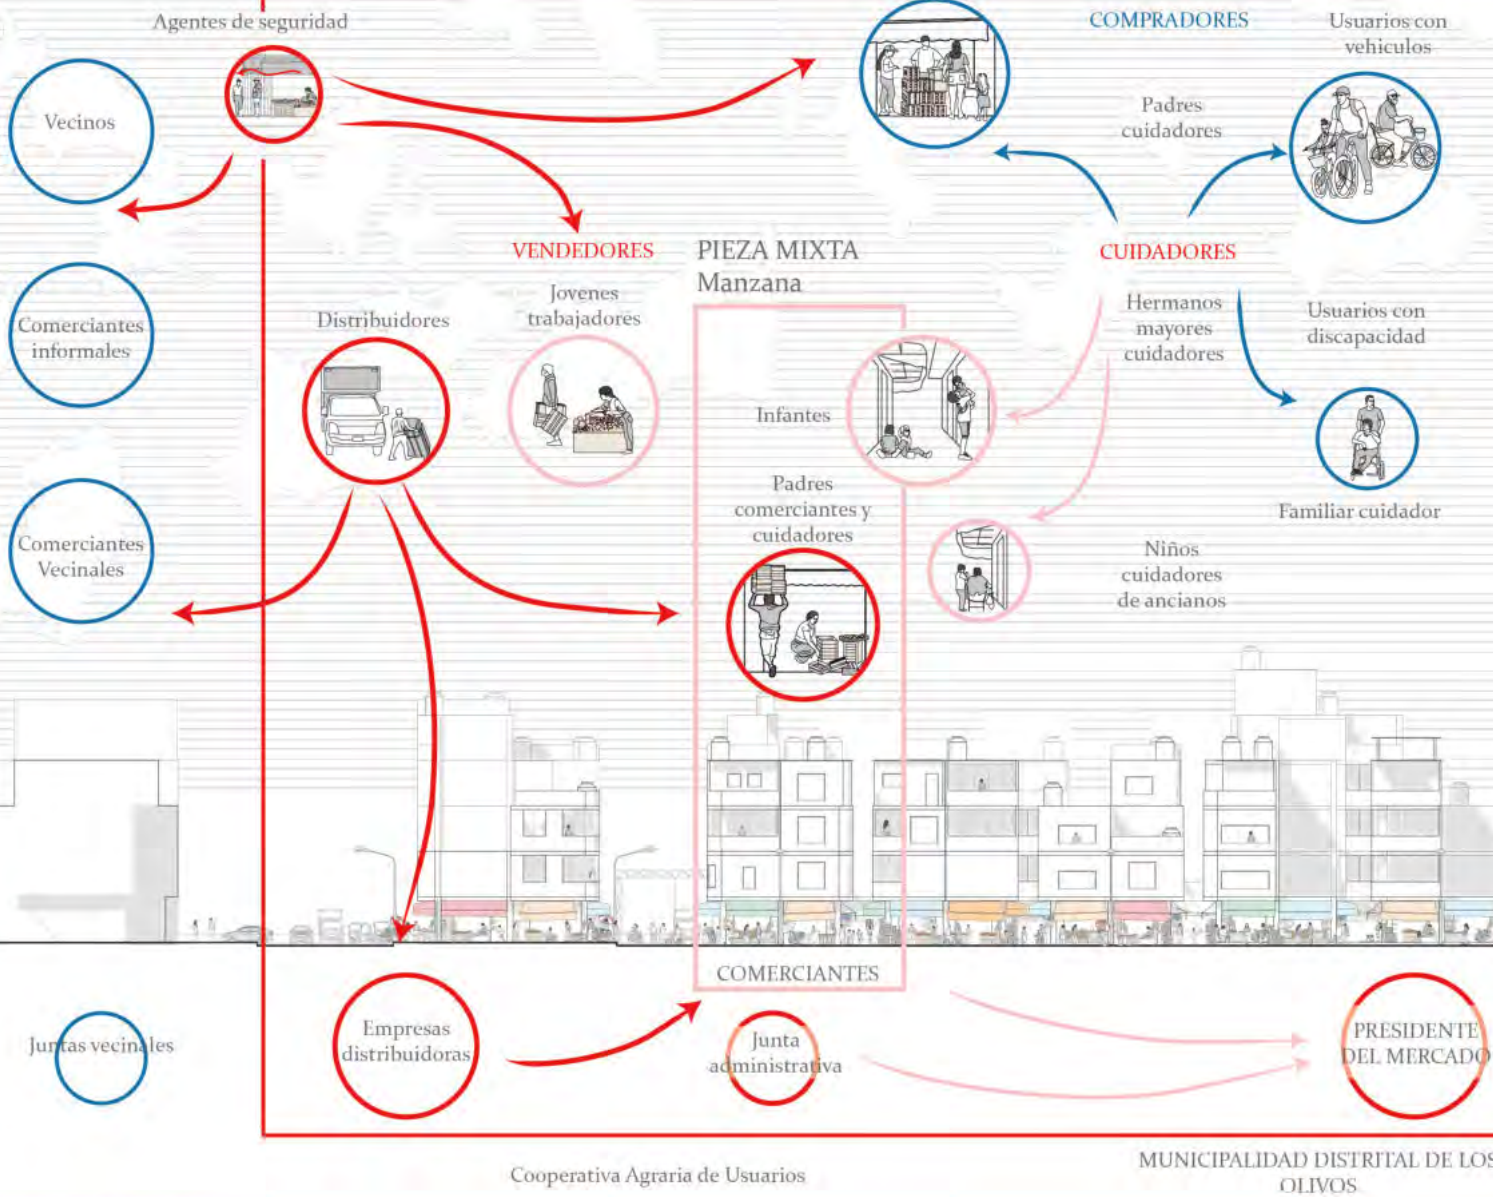 Agentes de seguridad
COMPRADORES
Usuarios con
vehiculos
Vecinos
Padres
cuidadores
VENDEDORES
PIEZA MIXTA
Manzana
CUIDADORES
Comerciantes
informales
Distribuidores
Jovenes
trabajadores
Hermanos
mayores
cuidadores
Usuarios con
discapacidad
Infantes
Comerciantes
Vecinales
Padres
comerciantes y
cuidadores
Familiar cuidador
Niños
cuidadores
de ancianos
COMERCIANTES
Juntas vecinales
Empresas
distribuidoras
Junta
administrativa
PRESIDENTE
DEL MERCADO
Cooperativa Agraria de Usuarios
MUNICIPALIDAD DISTRITAL DE LOS
OLIVOS